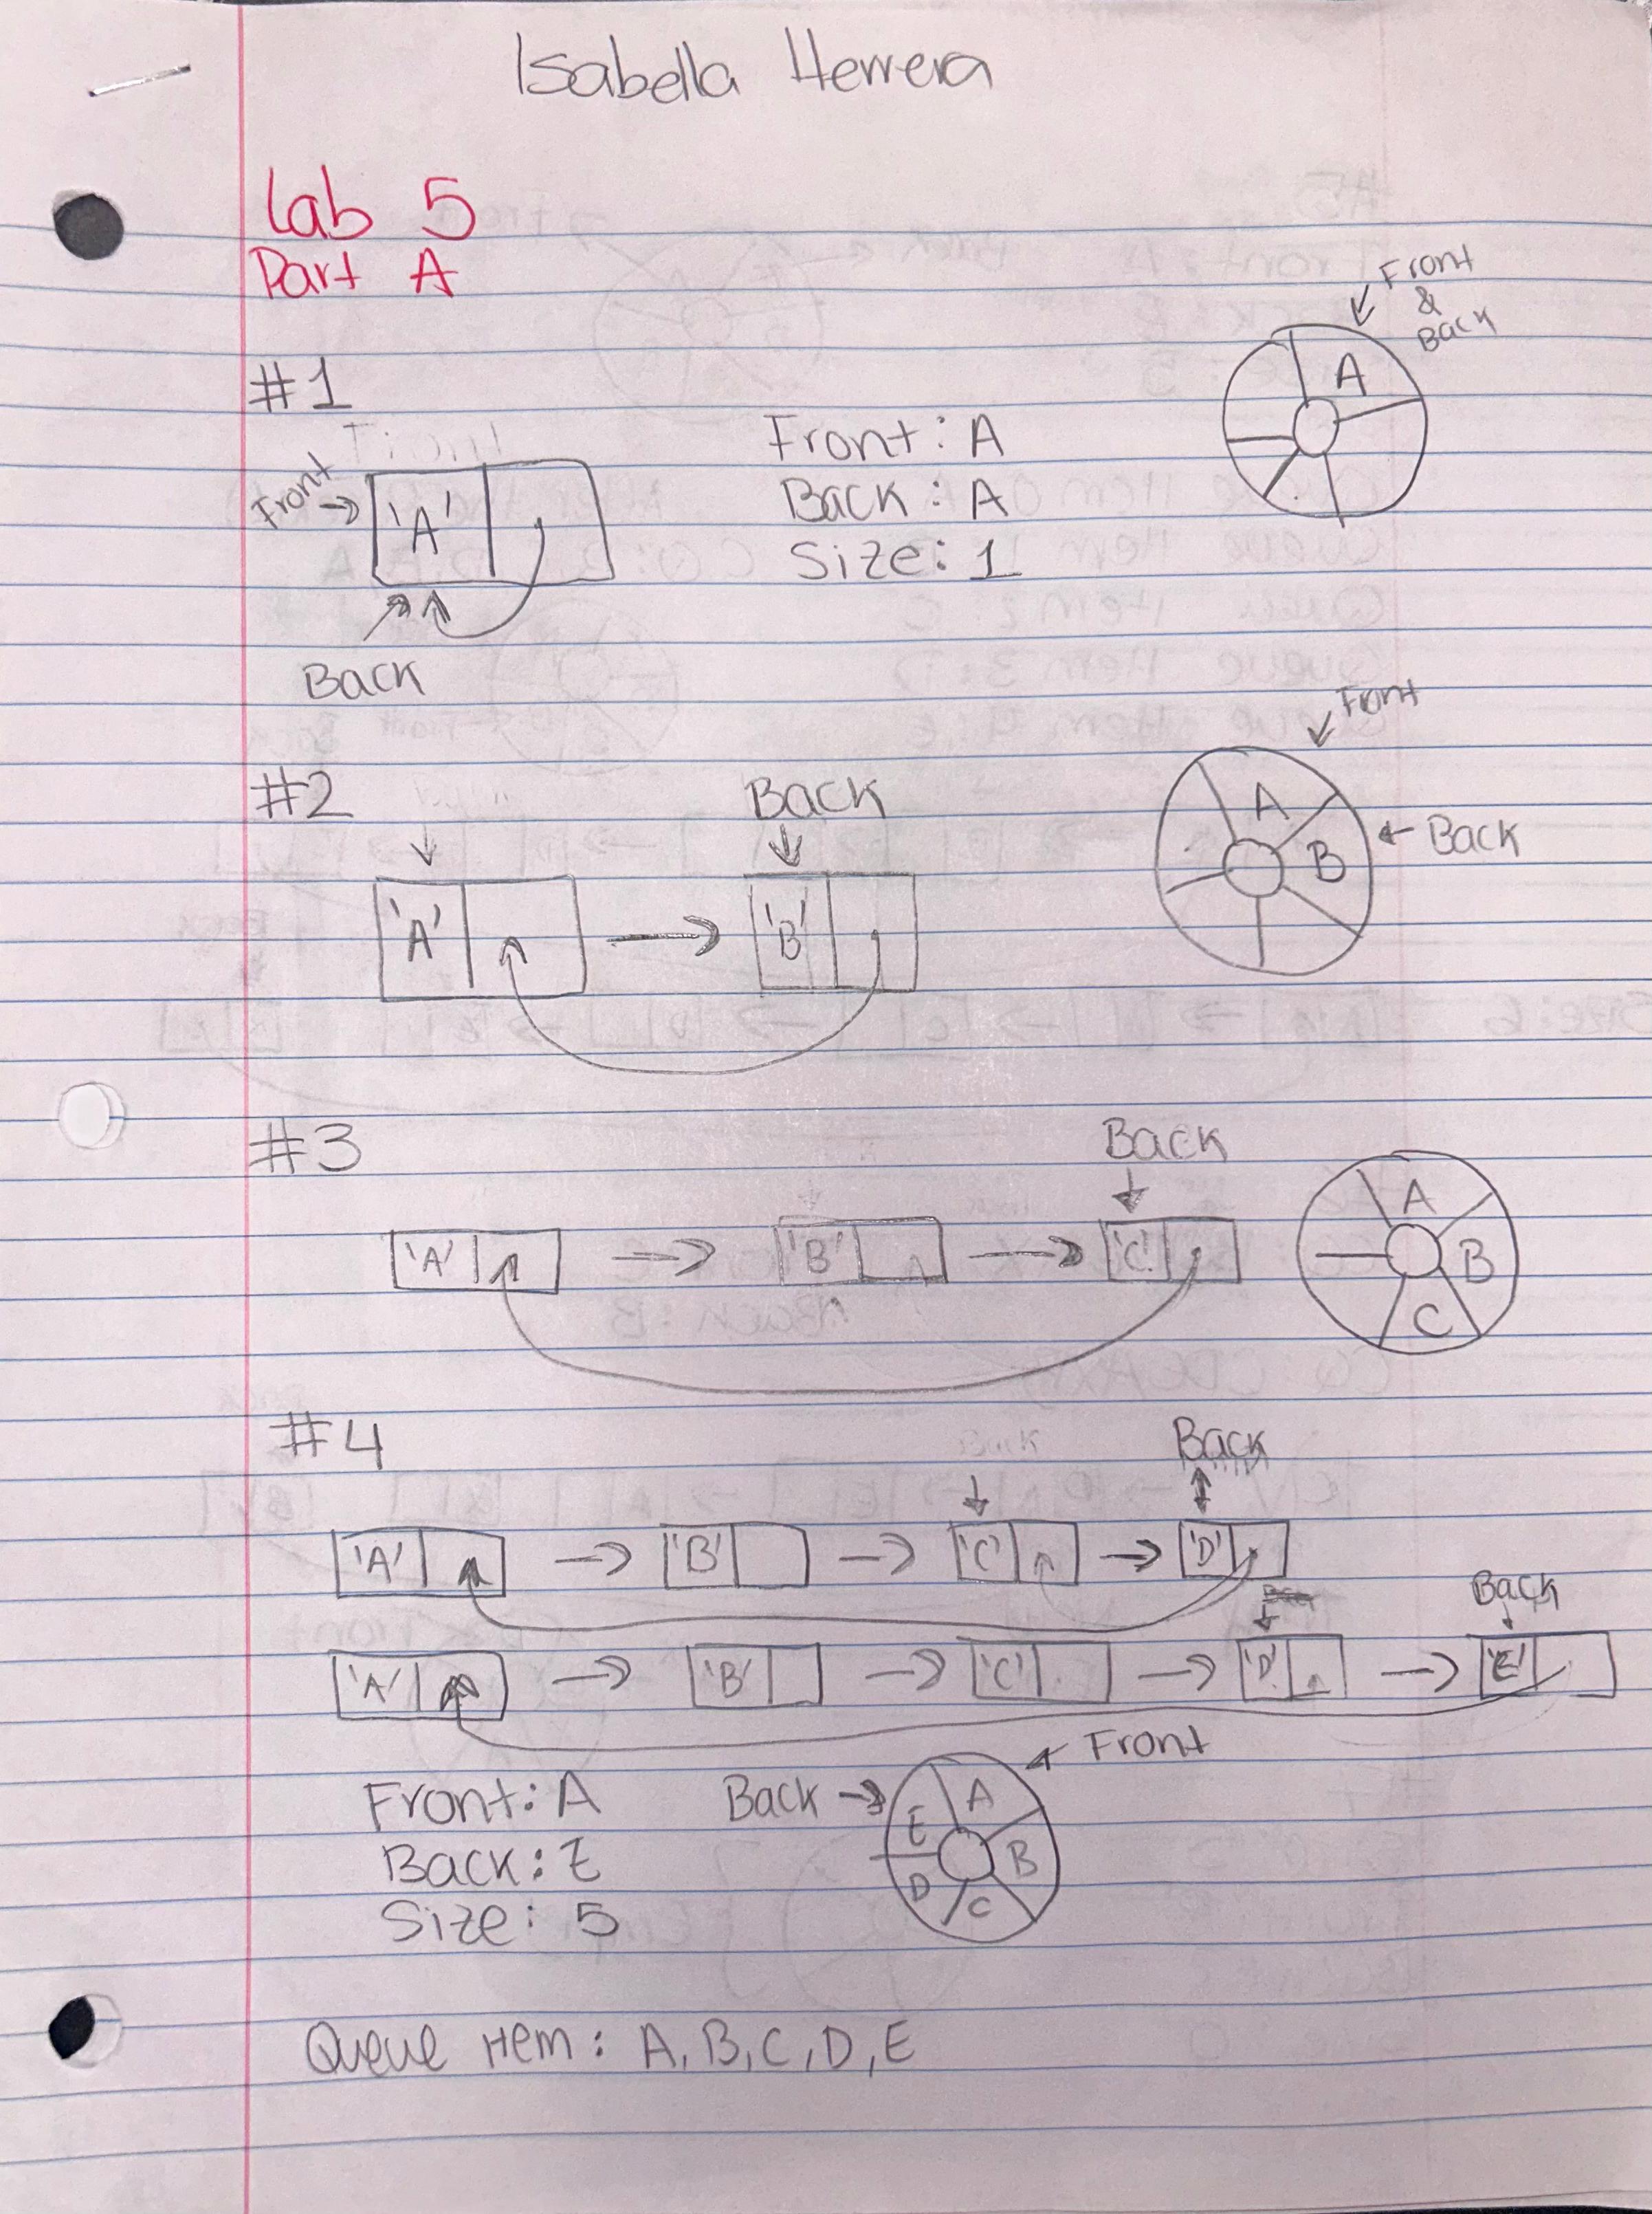 Isabella Herrera
Lab 5
Part A
Front
&
Back
A
#1
Front
'A'
Back
Front: A
Back: A
Size: 1
#2
Back
'A'
'B'
Front
A
B
Back
#3
Back
'A'
'B'
'C'
A
B
C
#4
Back
'A'
'B'
'C'
'D'
Back
'A'
'B'
'C'
'D'
'E'
Front: A
Back: E
Size: 5
Back
Front
A
B
C
D
E
Queue Item: A, B, C, D, E